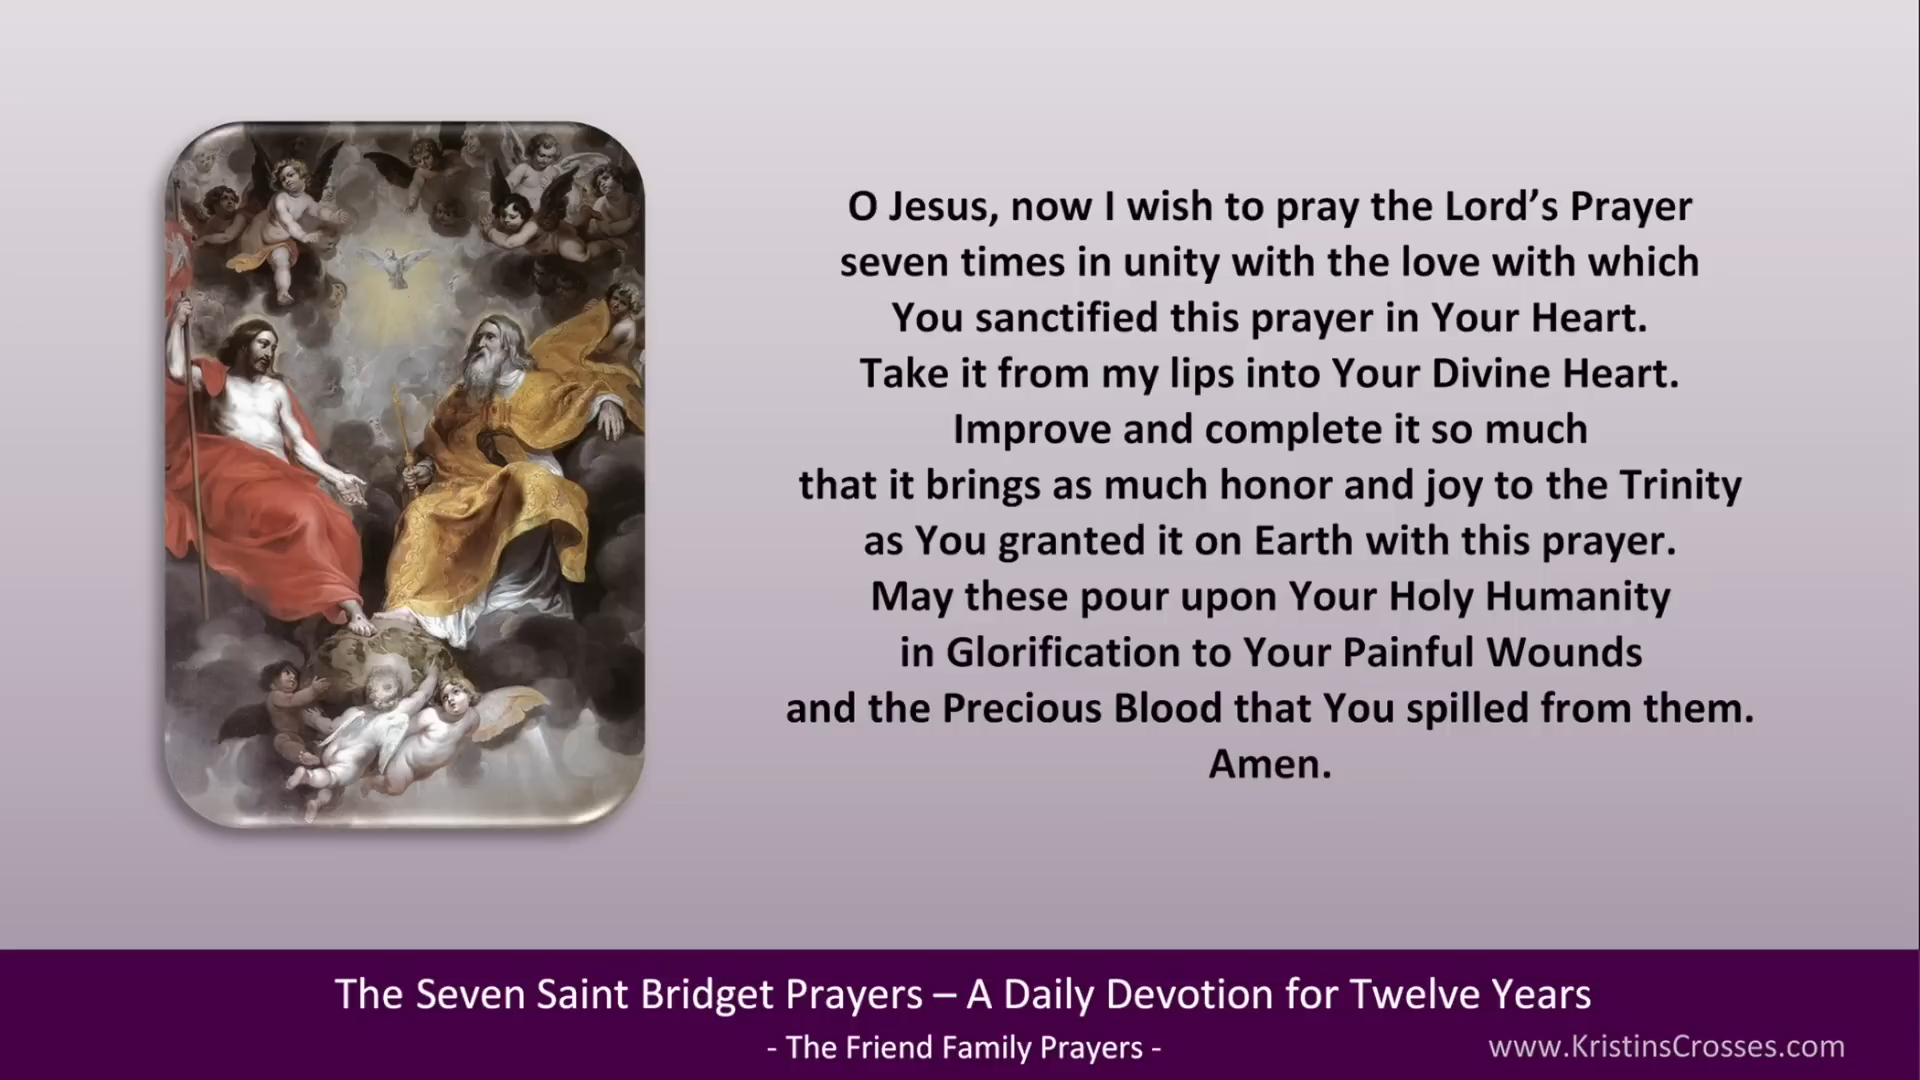 O Jesus, now I wish to pray the Lord’s Prayer
seven times in unity with the love with which
You sanctified this prayer in Your Heart.
Take it from my lips into Your Divine Heart.
Improve and complete it so much
that it brings as much honor and joy to the Trinity
as You granted it on Earth with this prayer.
May these pour upon Your Holy Humanity
in Glorification to Your Painful Wounds
and the Precious Blood that You spilled from them.
Amen.
The Seven Saint Bridget Prayers – A Daily Devotion for Twelve Years
- The Friend Family Prayers -
www.KristinsCrosses.com